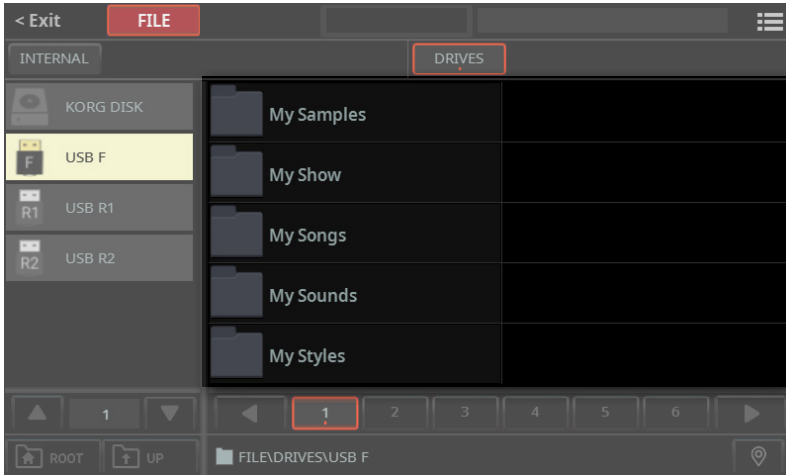 < Exit FILE
INTERNAL DRIVES
KORG DISK
F USB F
R1 USB R1
R2 USB R2
My Samples
My Show
My Songs
My Sounds
My Styles
1 1 2 3 4 5 6
ROOT UP FILE\DRIVES\USB F